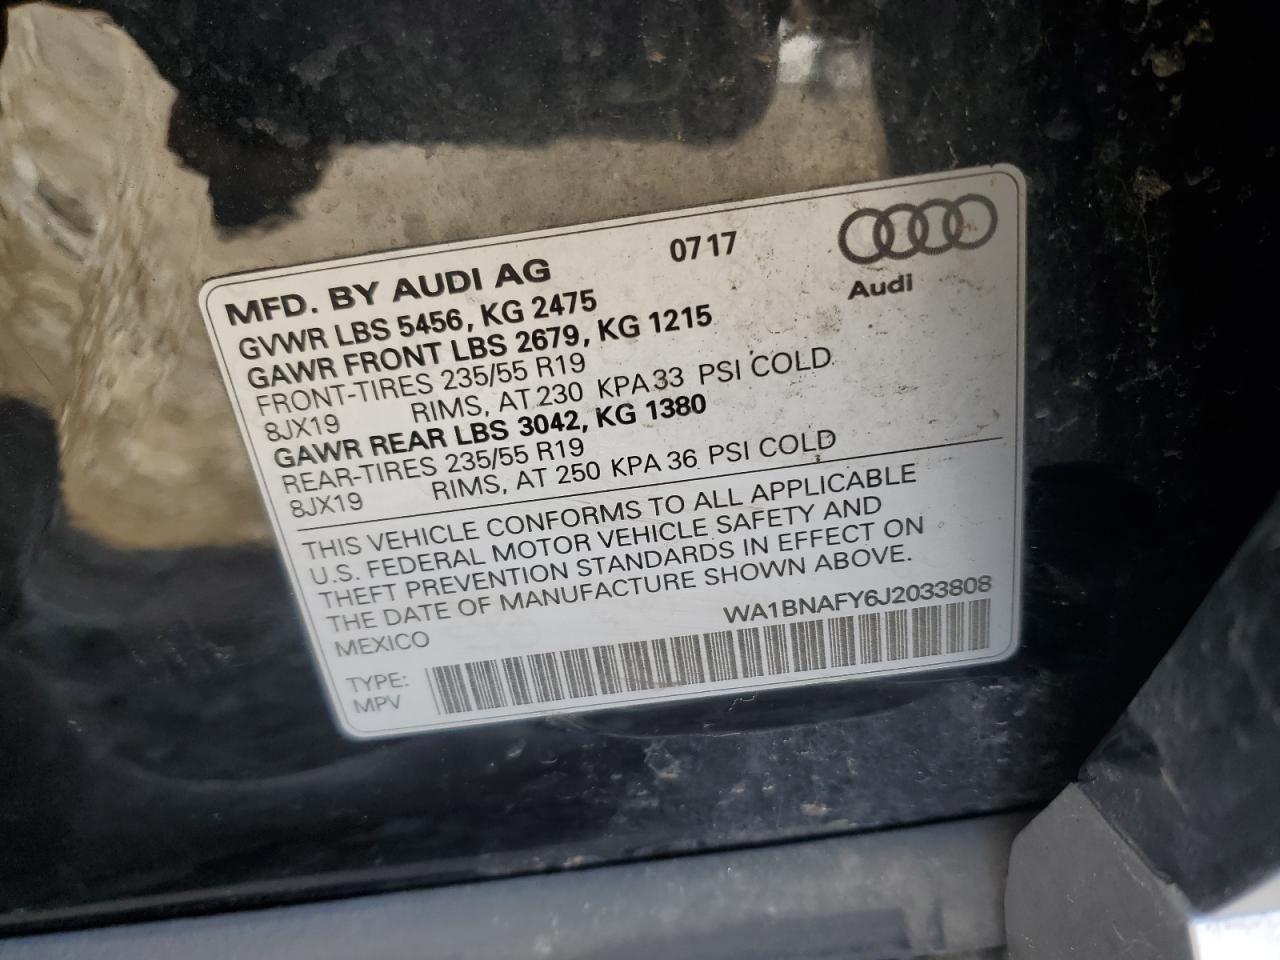 MFD. BY AUDI AG 07 17
Audi
GVWR LBS 5456, KG 2475
GAWR FRONT LBS 2679, KG 1215
FRONT-TIRES 235/55 R19
8JX19 RIMS, AT 230 KPA 33 PSI COLD
GAWR REAR LBS 3042, KG 1380
REAR-TIRES 235/55 R19
8JX19 RIMS, AT 250 KPA 36 PSI COLD
THIS VEHICLE CONFORMS TO ALL APPLICABLE
U.S. FEDERAL MOTOR VEHICLE SAFETY AND
THEFT PREVENTION STANDARDS IN EFFECT ON
THE DATE OF MANUFACTURE SHOWN ABOVE.
MEXICO WA1BNAFY6J2033808
TYPE:
MPV